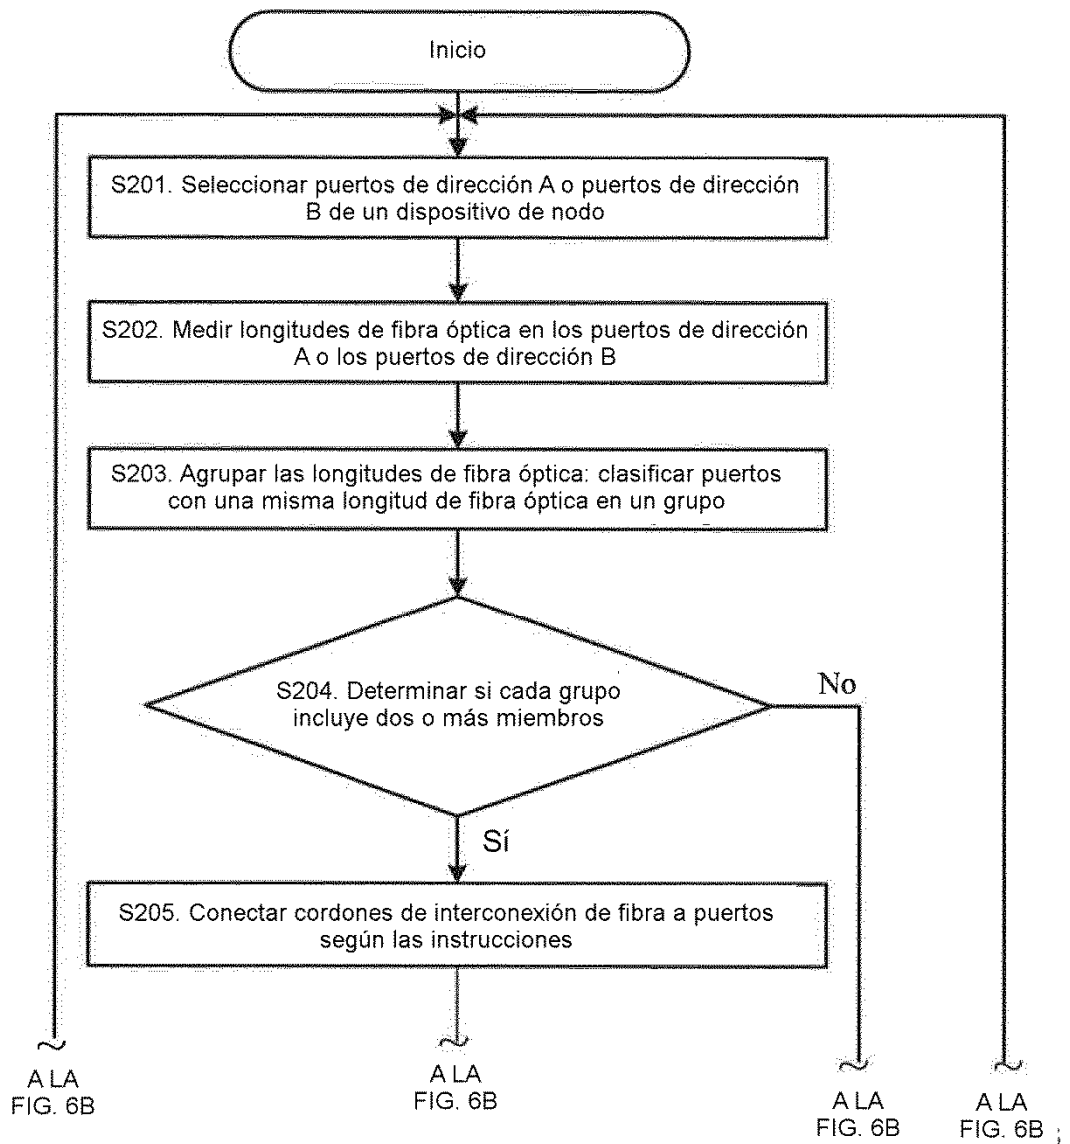 Inicio
S201. Seleccionar puertos de dirección A o puertos de dirección
B de un dispositivo de nodo
S202. Medir longitudes de fibra óptica en los puertos de dirección
A o los puertos de dirección B
S203. Agrupar las longitudes de fibra óptica: clasificar puertos
con una misma longitud de fibra óptica en un grupo
S204. Determinar si cada grupo
incluye dos o más miembros
No
Sí
S205. Conectar cordones de interconexión de fibra a puertos
según las instrucciones
A LA
FIG. 6B
A LA
FIG. 6B
A LA
FIG. 6B
A LA
FIG. 6B ;